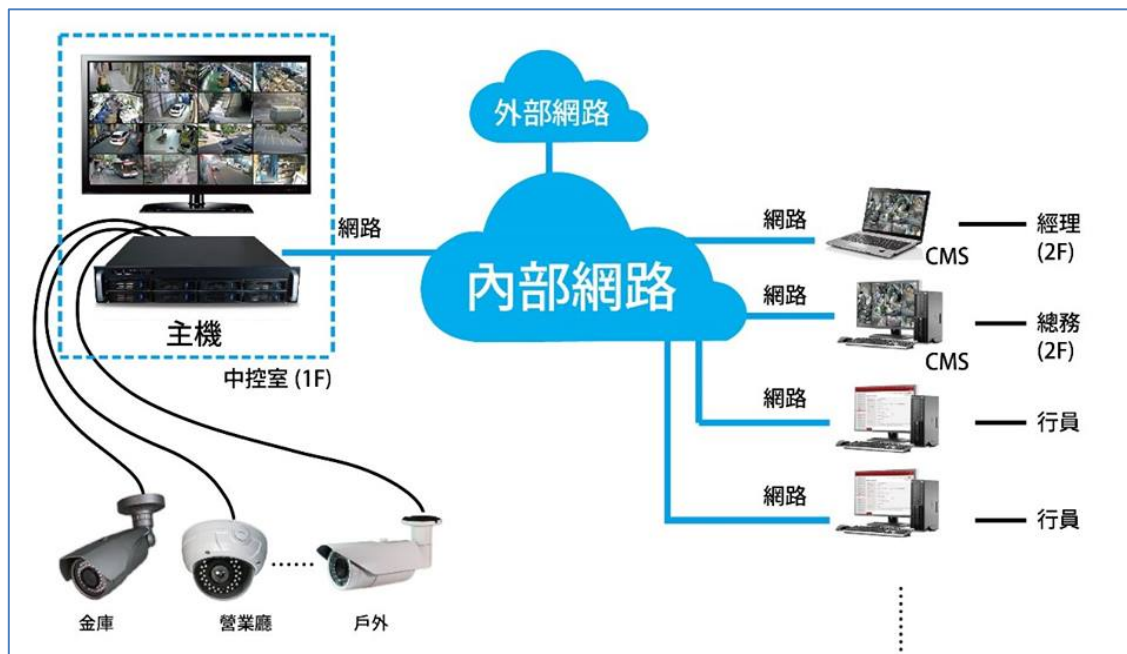 外部網路
網路
內部網路
主機
中控室 (1F)
網路
CMS
經理
(2F)
網路
CMS
總務
(2F)
網路
行員
網路
行員
金庫
營業廳
戶外